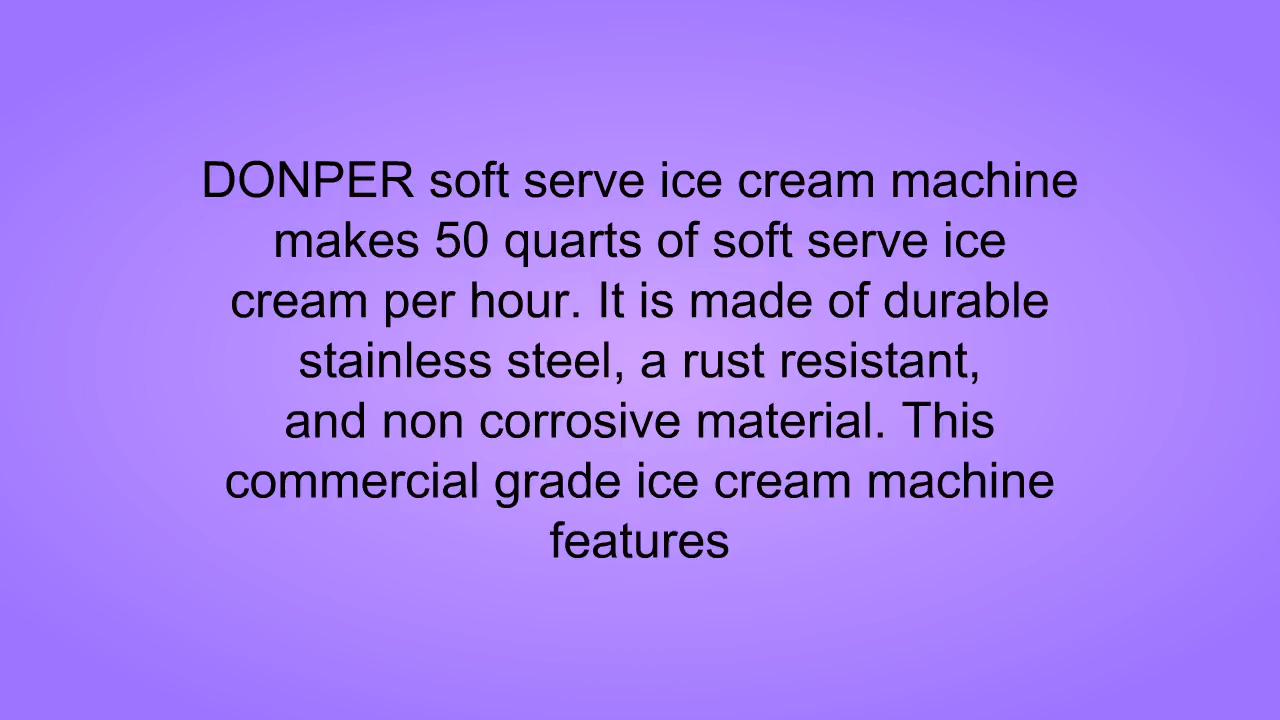 DONPER soft serve ice cream machine
makes 50 quarts of soft serve ice
cream per hour. It is made of durable
stainless steel, a rust resistant,
and non corrosive material. This
commercial grade ice cream machine
features